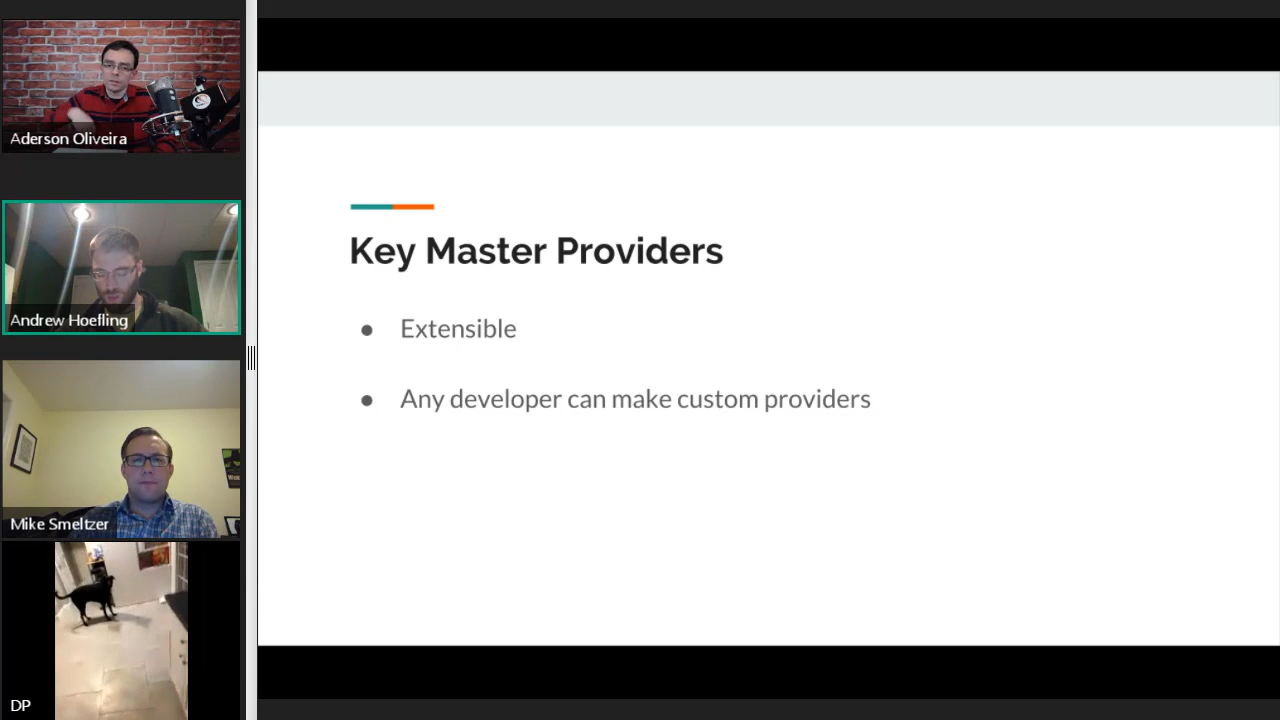 Aderson Oliveira
Andrew Hoefling
Mike Smeltzer
DP
Key Master Providers
● Extensible
● Any developer can make custom providers